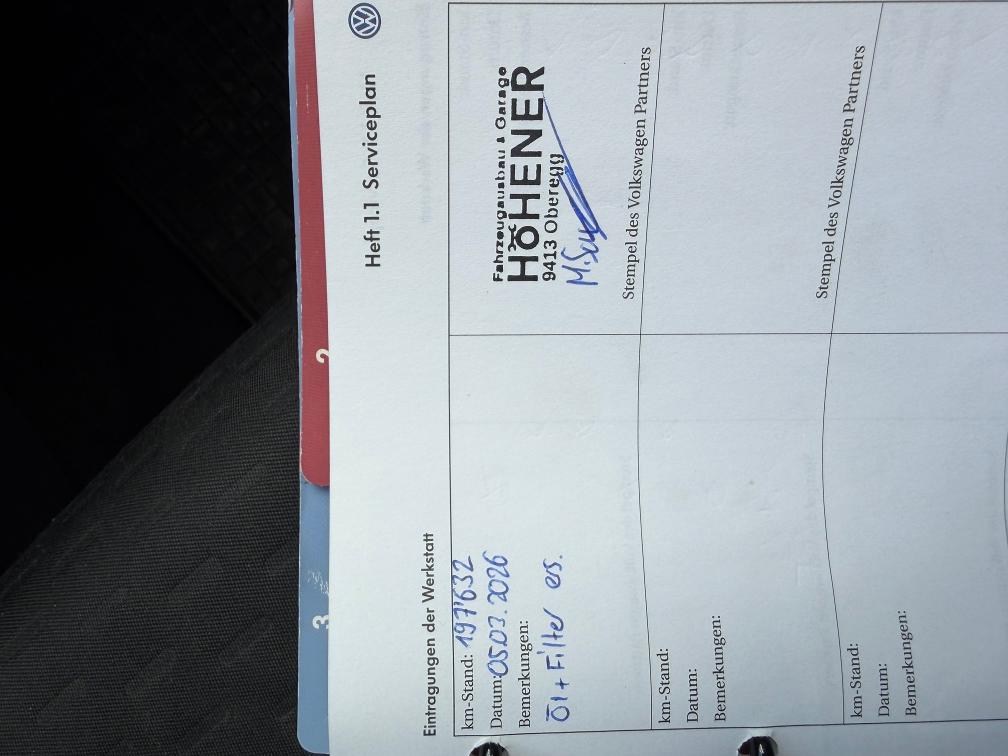 Heft 1.1 Serviceplan
Eintragungen der Werkstatt
km-Stand: 197'632
Datum: 05.03.2026
Bemerkungen:
Öl + Filter ers.
Fahrzeugausbau & Garage
HÖHENER
9413 Oberegg
Stempel des Volkswagen Partners
km-Stand:
Datum:
Bemerkungen:
Stempel des Volkswagen Partners
km-Stand:
Datum:
Bemerkungen:
2
3